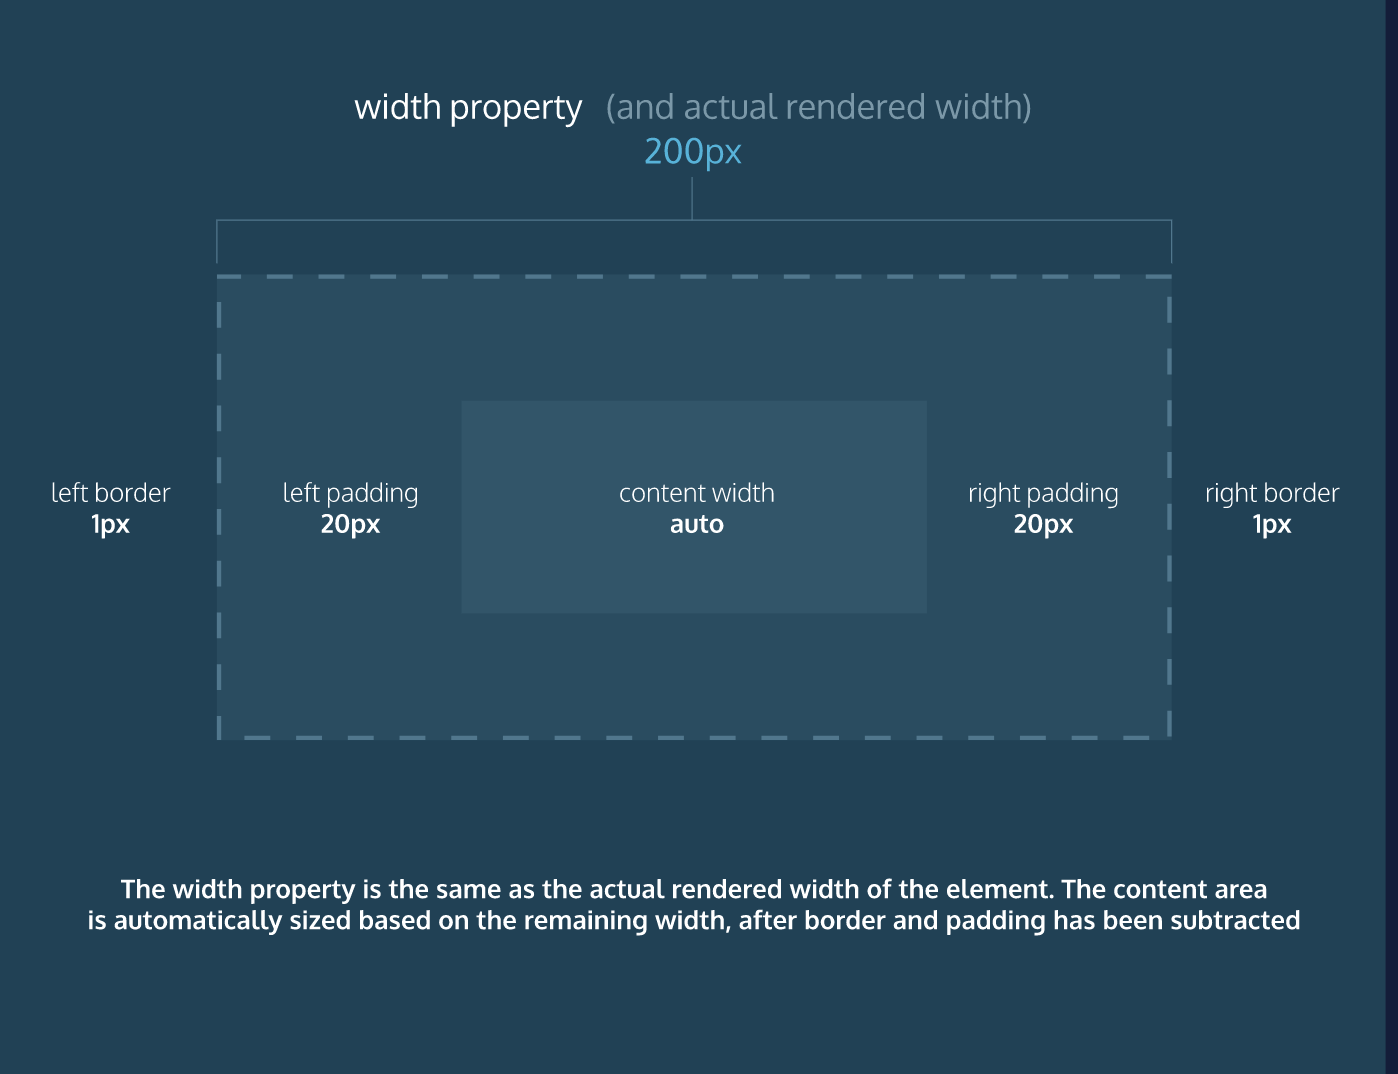 width property (and actual rendered width)
200px
left border
1px
left padding
20px
content width
auto
right padding
20px
right border
1px
The width property is the same as the actual rendered width of the element. The content area
is automatically sized based on the remaining width, after border and padding has been subtracted